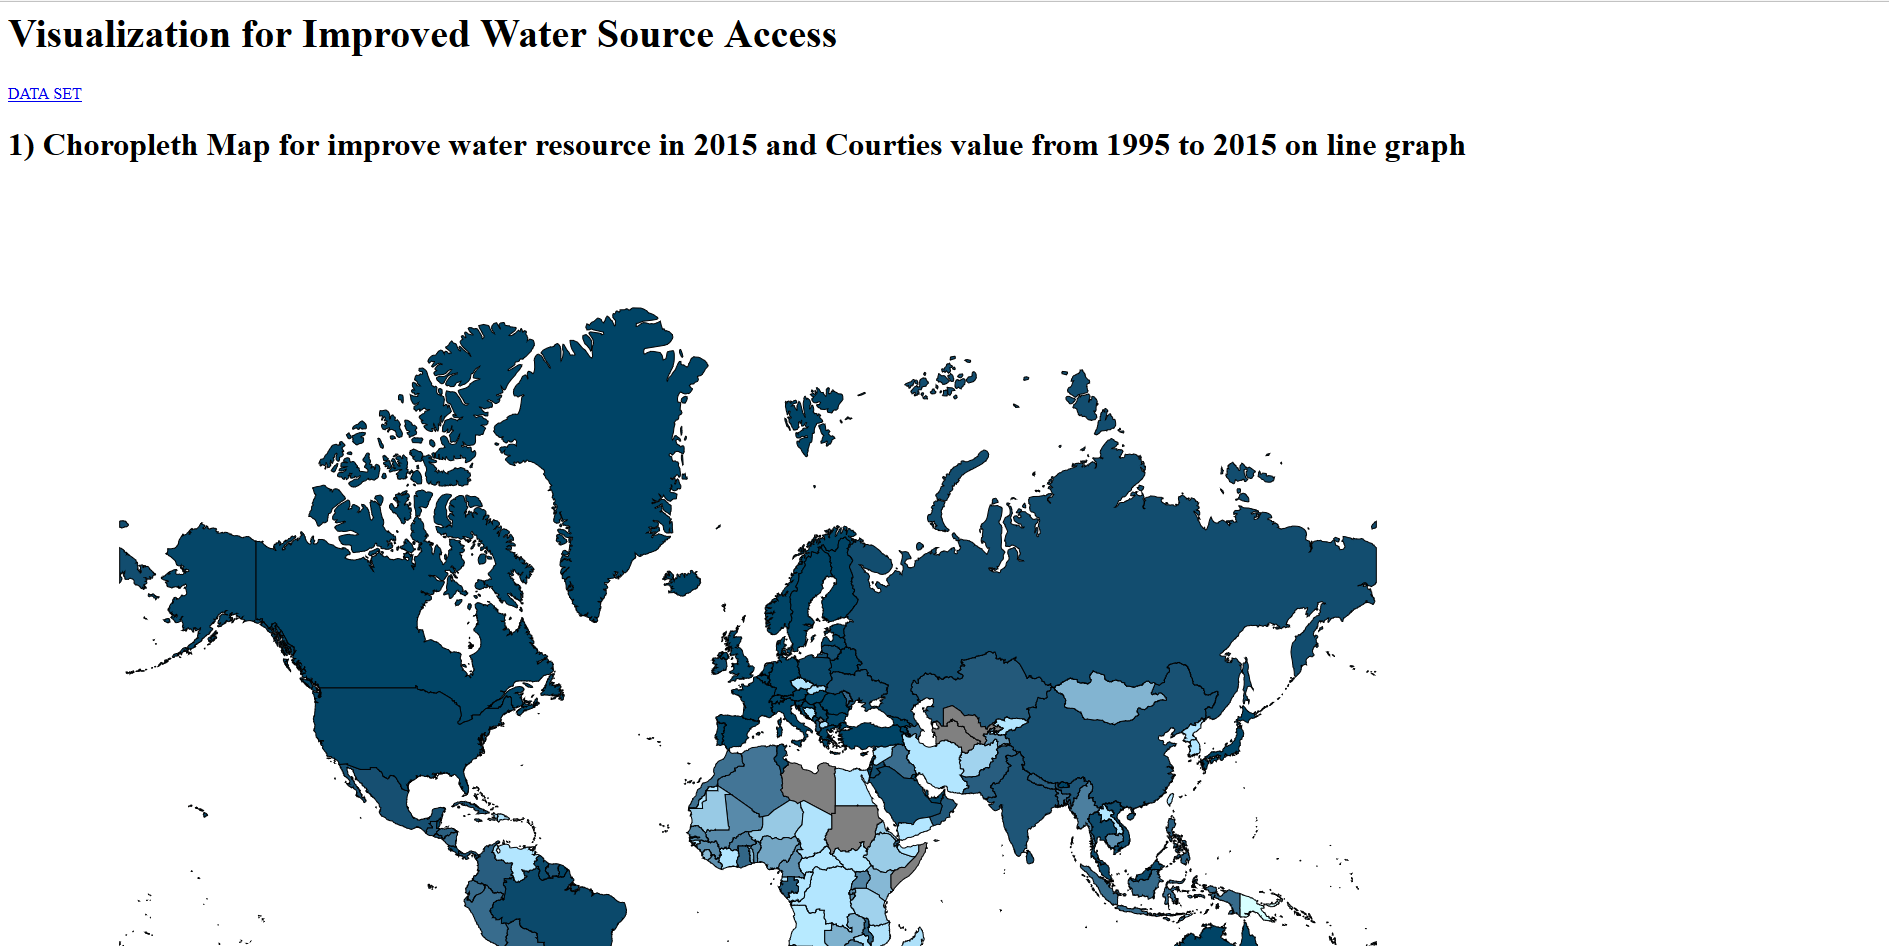 Visualization for Improved Water Source Access
DATA SET
1) Choropleth Map for improve water resource in 2015 and Courties value from 1995 to 2015 on line graph